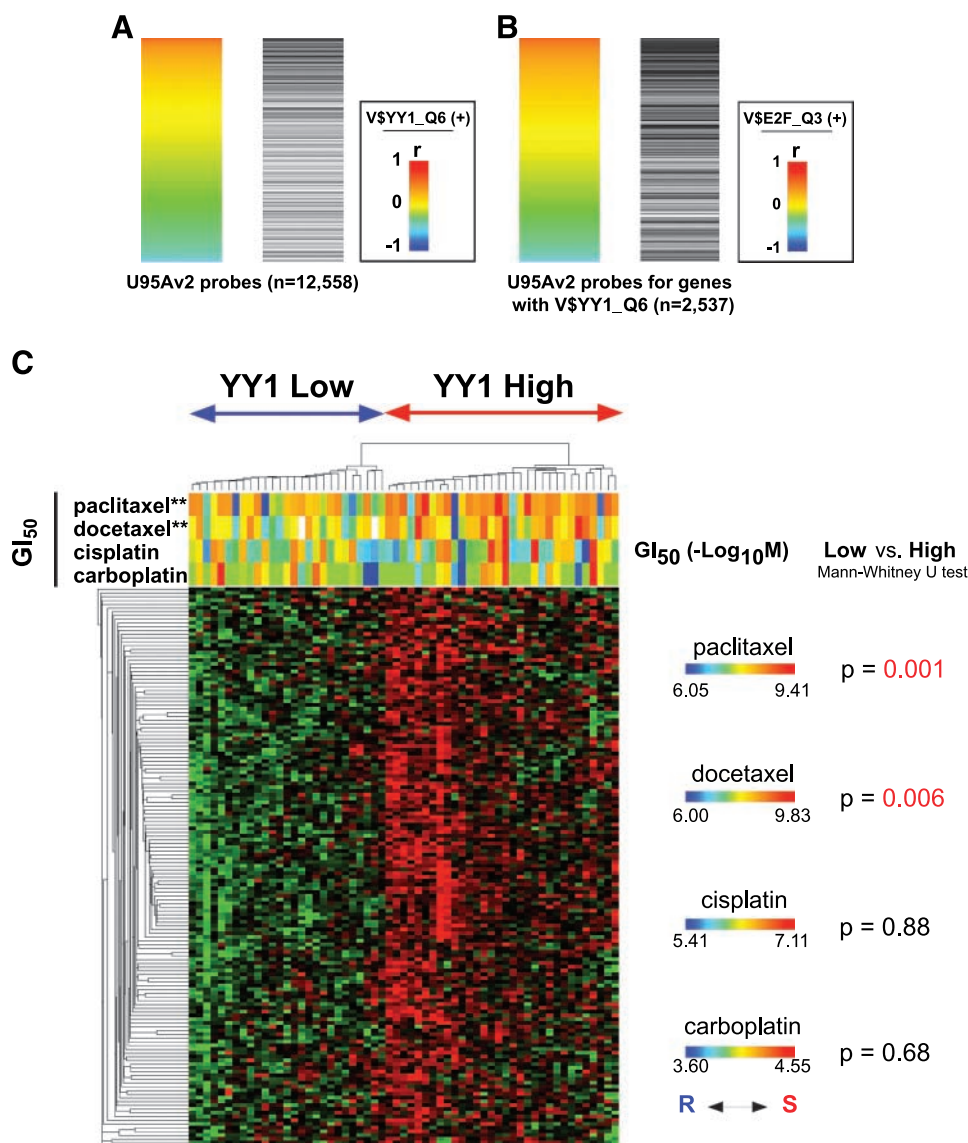 A
B
V$YY1_Q6 (+)
r
1
0
-1
V$E2F_Q3 (+)
r
1
0
-1
U95Av2 probes (n=12,558)
U95Av2 probes for genes
with V$YY1_Q6 (n=2,537)
C
YY1 Low
YY1 High
GI50
paclitaxel**
docetaxel**
cisplatin
carboplatin
GI50 (-Log10M)
Low vs. High
Mann-Whitney U test
paclitaxel
6.05 9.41
p = 0.001
docetaxel
6.00 9.83
p = 0.006
cisplatin
5.41 7.11
p = 0.88
carboplatin
3.60 4.55
p = 0.68
R S